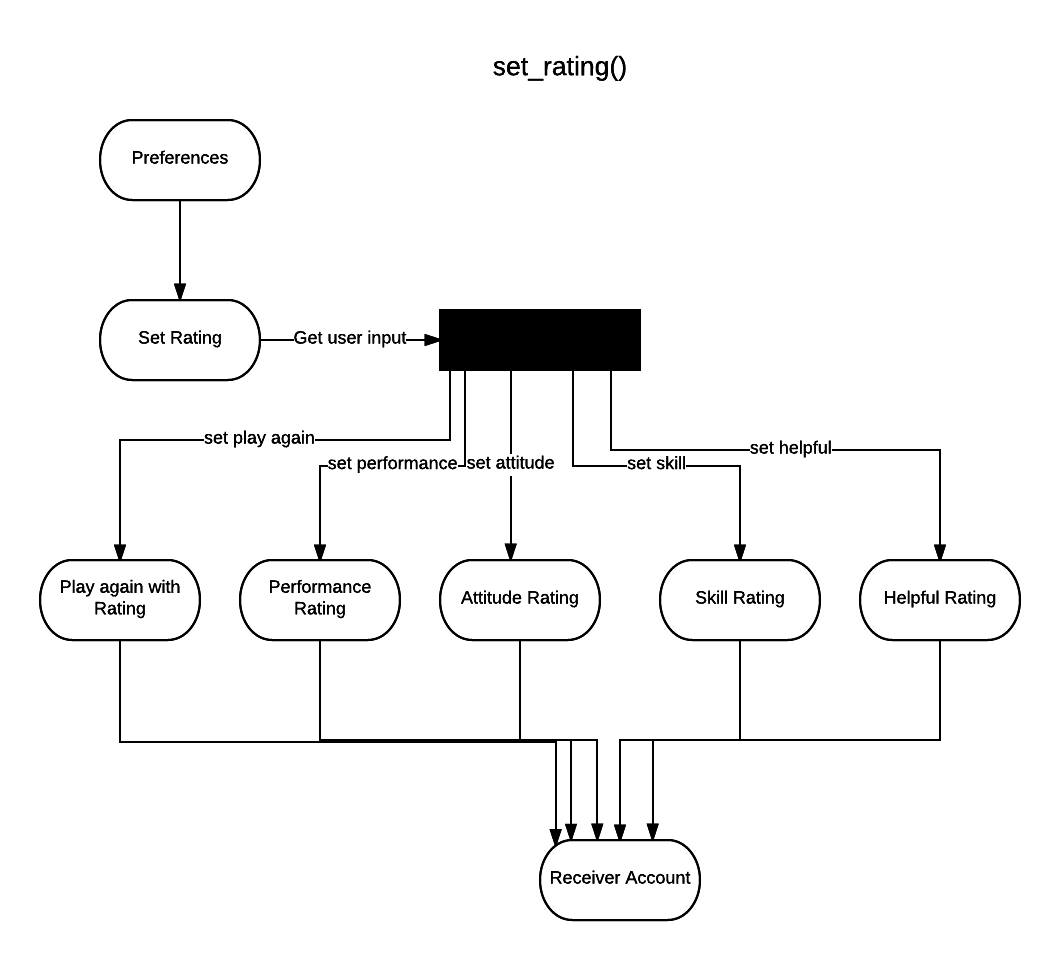 set_rating()
Preferences
Set Rating
Get user input
set play again
set performance
set attitude
set skill
set helpful
Play again with
Rating
Performance
Rating
Attitude Rating
Skill Rating
Helpful Rating
Receiver Account